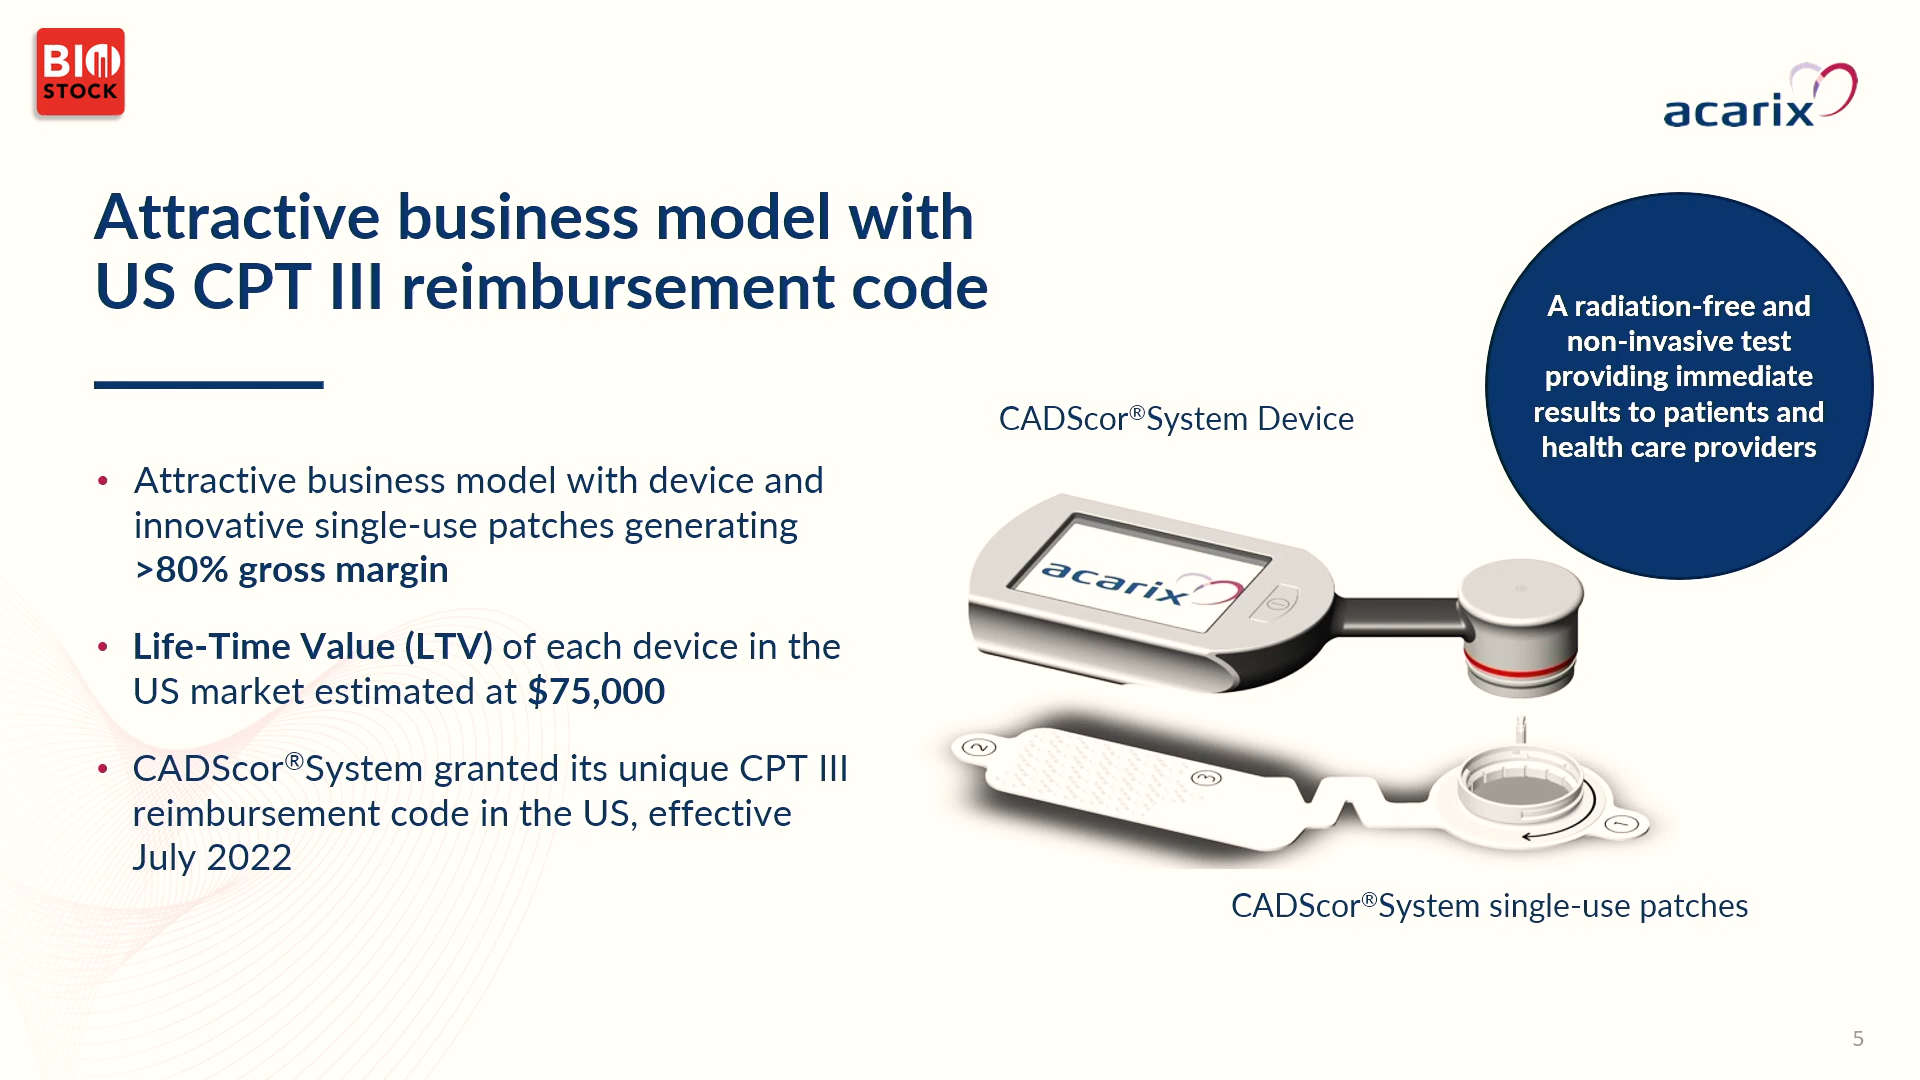 BIO
STOCK
acarix
Attractive business model with
US CPT III reimbursement code
A radiation-free and
non-invasive test
providing immediate
results to patients and
health care providers
CADScor®System Device
• Attractive business model with device and
innovative single-use patches generating
>80% gross margin
• Life-Time Value (LTV) of each device in the
US market estimated at $75,000
• CADScor®System granted its unique CPT III
reimbursement code in the US, effective
July 2022
acarix
2
3
1
CADScor®System single-use patches
5